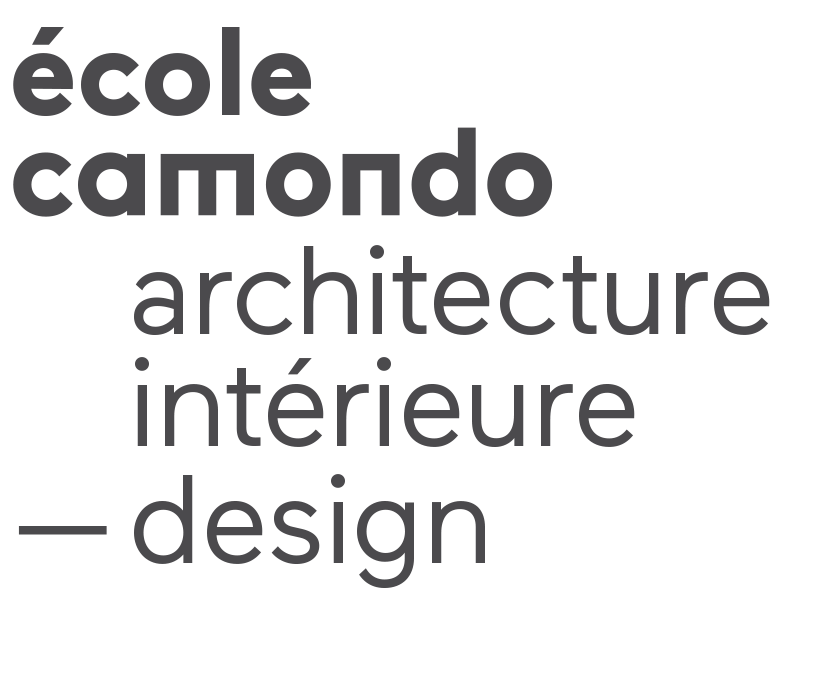 école
camondo
architecture
intérieure
— design